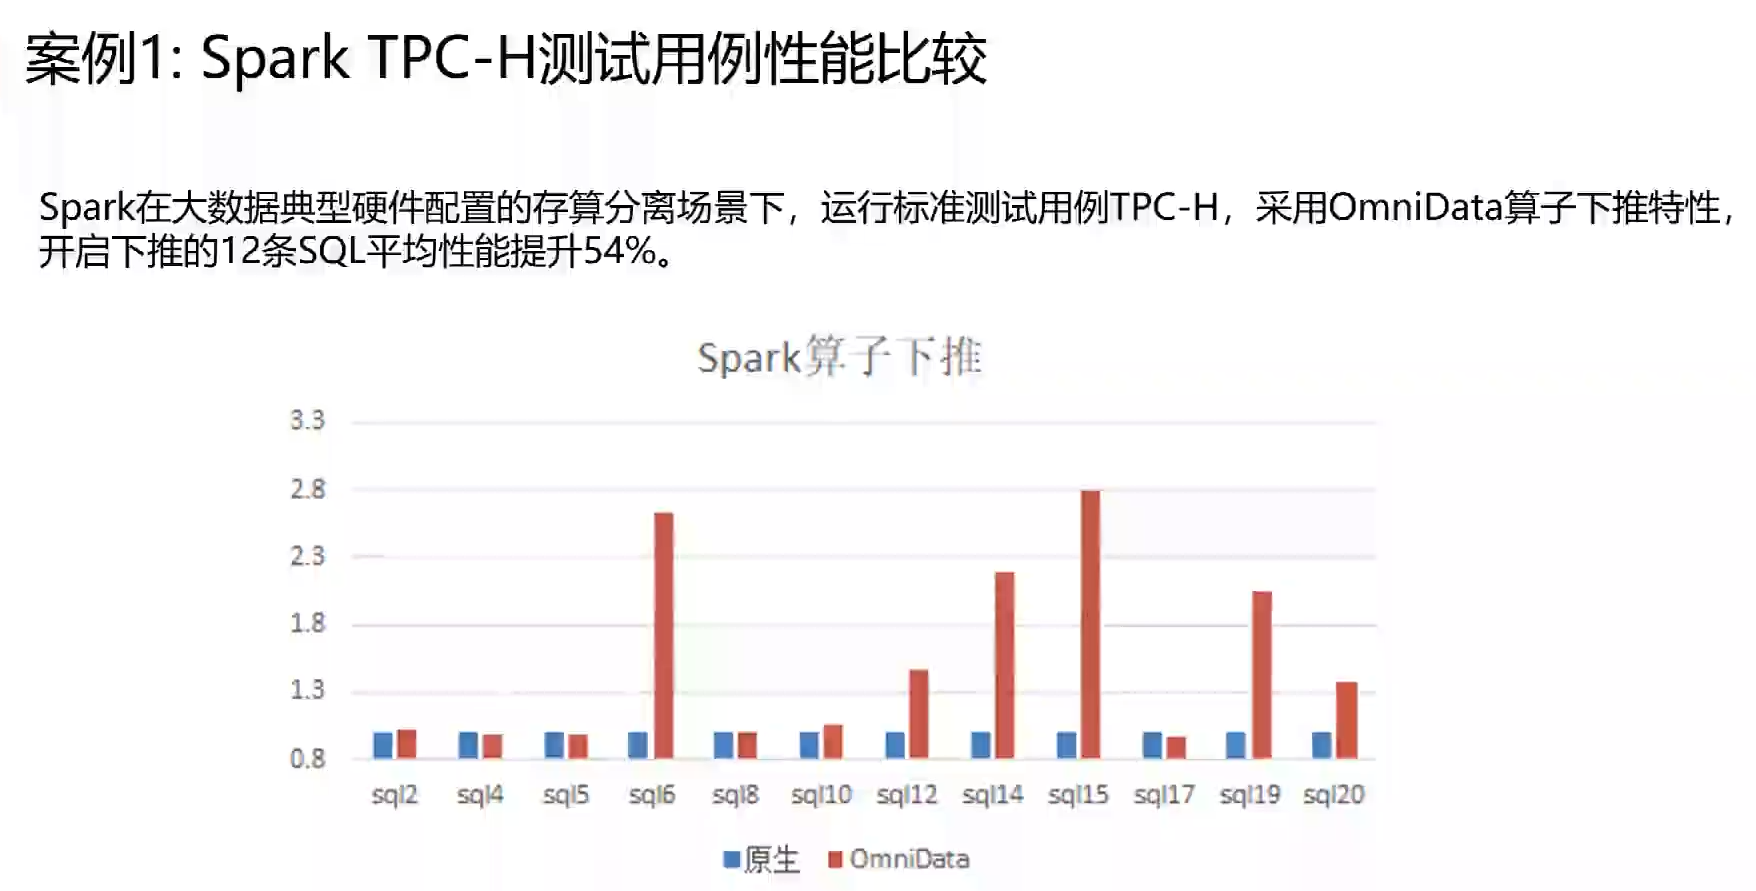 案例1: Spark TPC-H测试用例性能比较
Spark在大数据典型硬件配置的存算分离场景下，运行标准测试用例TPC-H，采用OmniData算子下推特性，
开启下推的12条SQL平均性能提升54%。
Spark算子下推
3.3
2.8
2.3
1.8
1.3
0.8
sql2 sql4 sql5 sql6 sql8 sql10 sql12 sql14 sql15 sql17 sql19 sql20
原生 OmniData